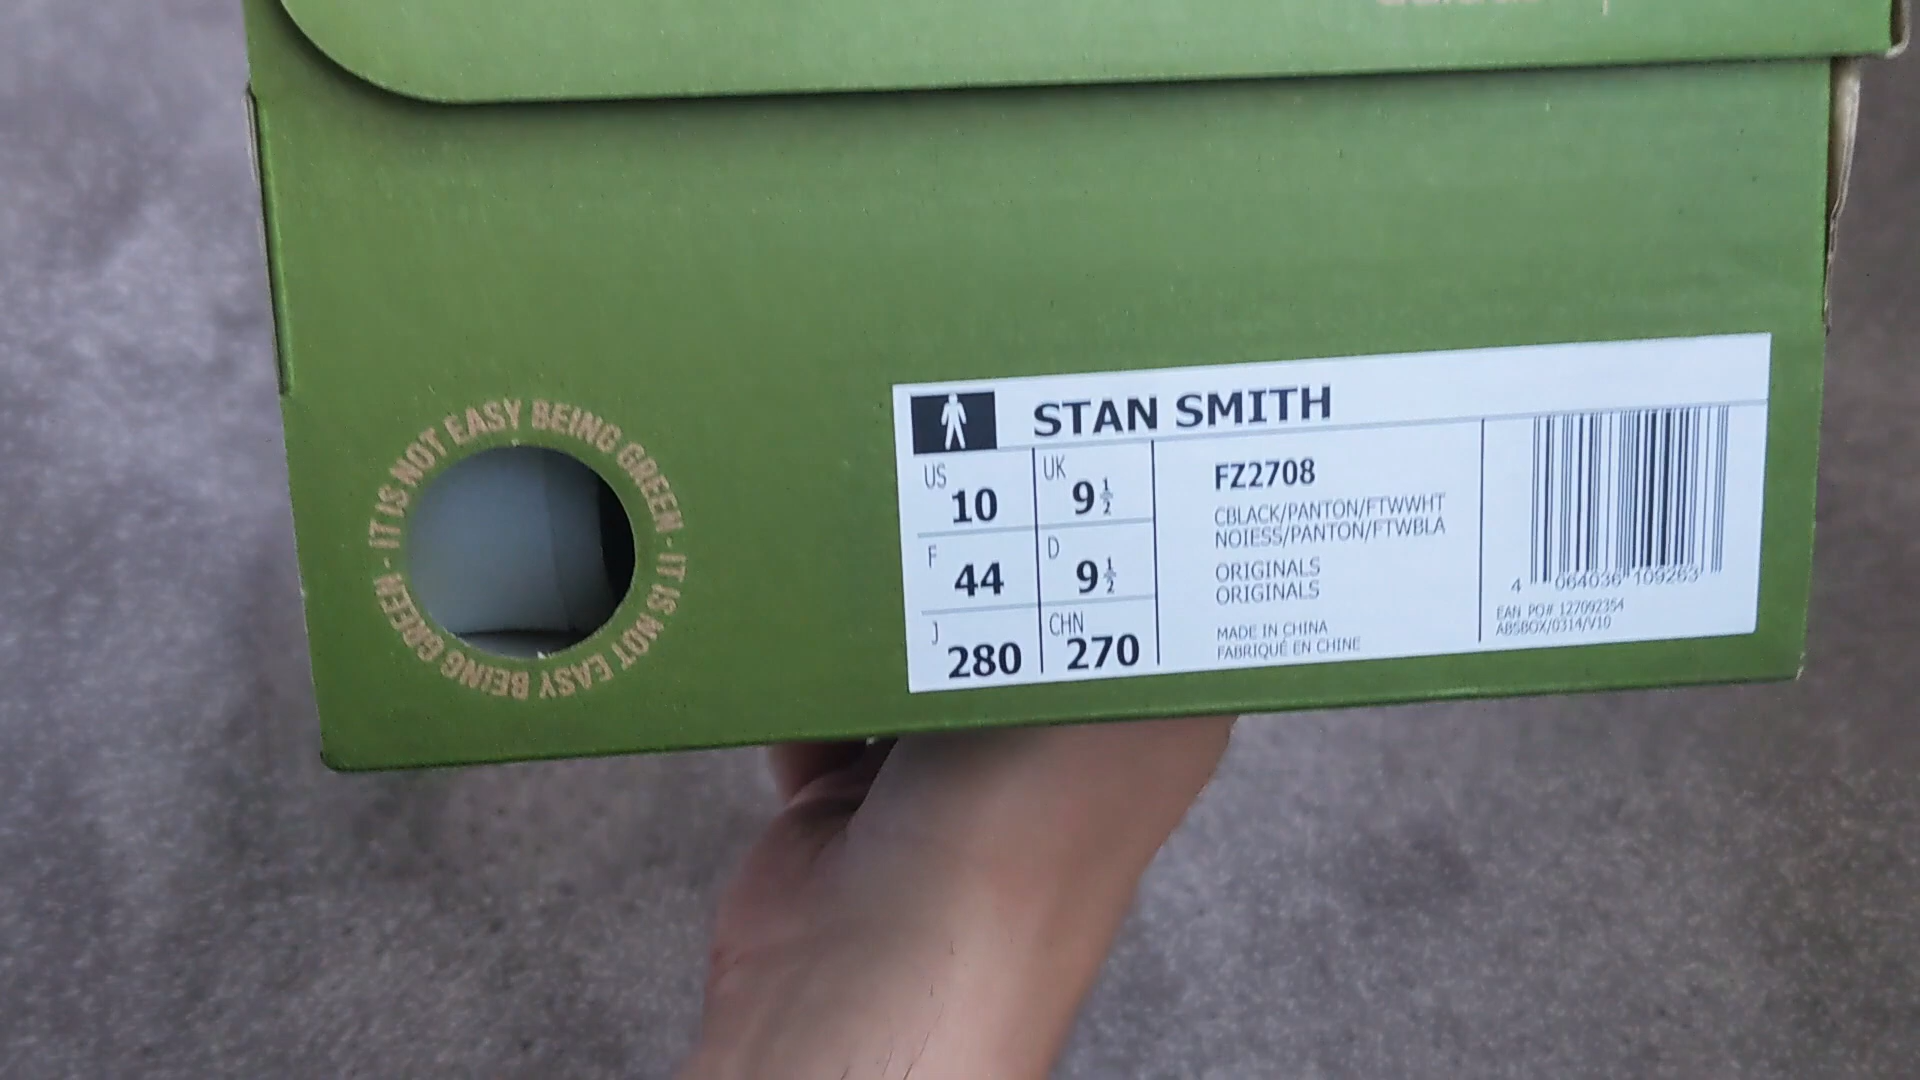 IT IS NOT EASY BEING GREEN - IT IS NOT EASY BEING GREEN -
STAN SMITH
US 10 UK 9 1/2
F 44 D 9 1/2
J 280 CHN 270
FZ2708
CBLACK/PANTON/FTWWHT
NOIESS/PANTON/FTWBLA
ORIGINALS
ORIGINALS
MADE IN CHINA
FABRIQUÉ EN CHINE
4 064036 109263
EAN PO# 127092354
ABSBOX/0314/V10